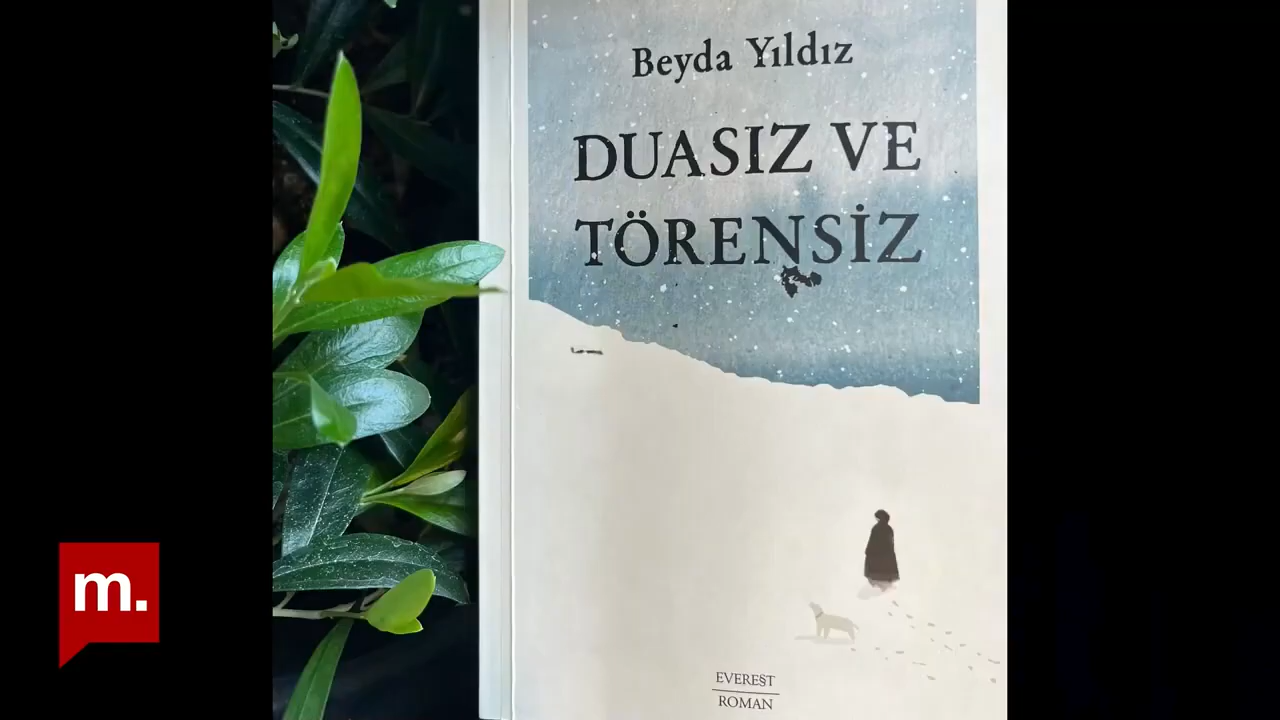 Beyda Yıldız
DUASIZ VE
TÖRENSİZ
EVEREST
ROMAN
m.